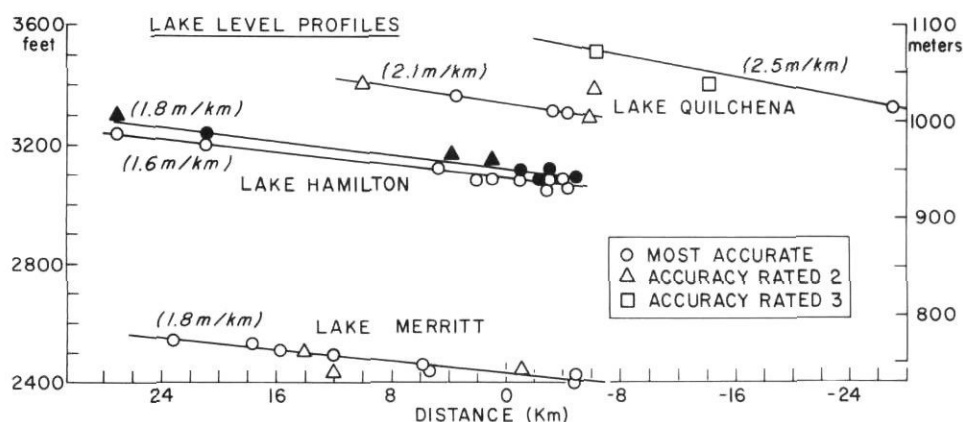 LAKE LEVEL PROFILES
3600
feet
3200
2800
2400
1100
meters
1000
900
800
(2.1m/km)
(2.5m/km)
LAKE QUILCHENA
(1.8m/km)
(1.6m/km)
LAKE HAMILTON
MOST ACCURATE
ACCURACY RATED 2
ACCURACY RATED 3
(1.8m/km)
LAKE MERRITT
24 16 8 0 -8 -16 -24
DISTANCE (Km)